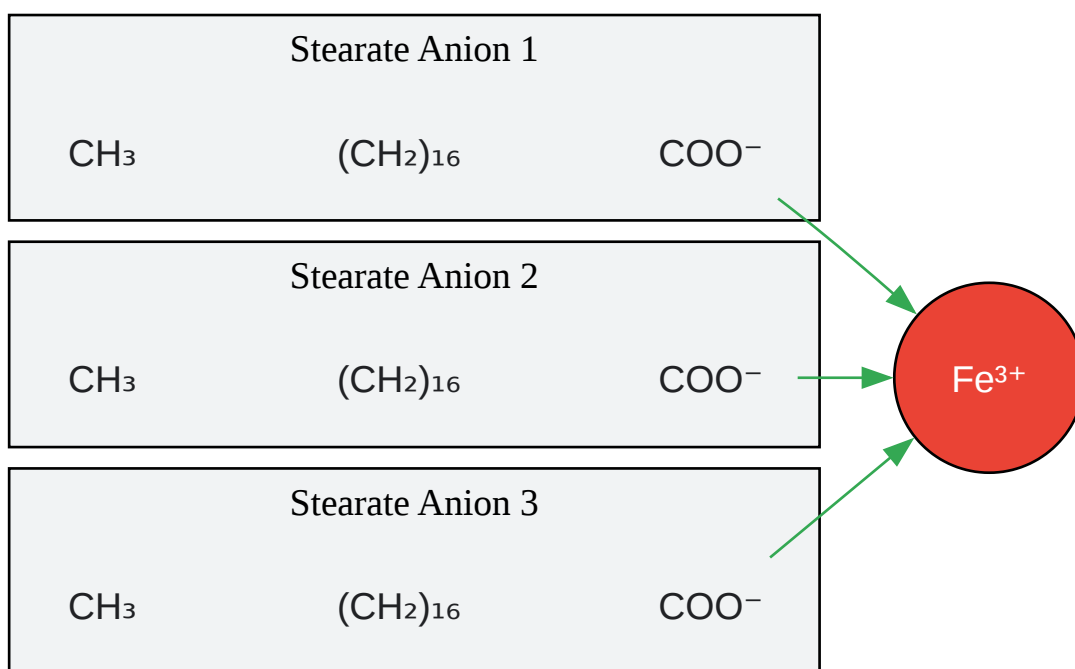 Stearate Anion 1
CH₃ (CH₂)₁₆ COO⁻
Stearate Anion 2
CH₃ (CH₂)₁₆ COO⁻
Fe³⁺
Stearate Anion 3
CH₃ (CH₂)₁₆ COO⁻